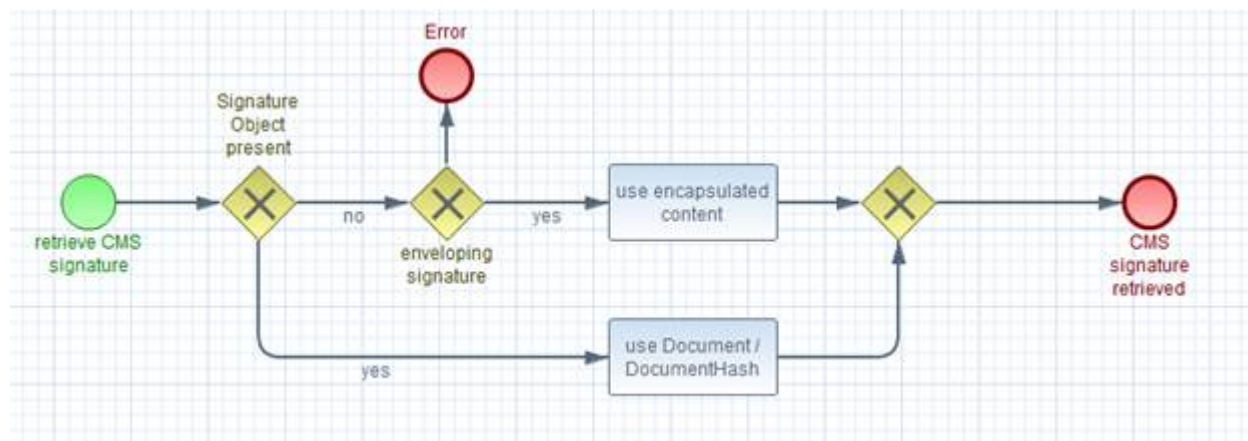 Error
Signature
Object
present
retrieve CMS
signature
no
enveloping
signature
yes
use encapsulated
content
CMS
signature
retrieved
yes
use Document /
DocumentHash